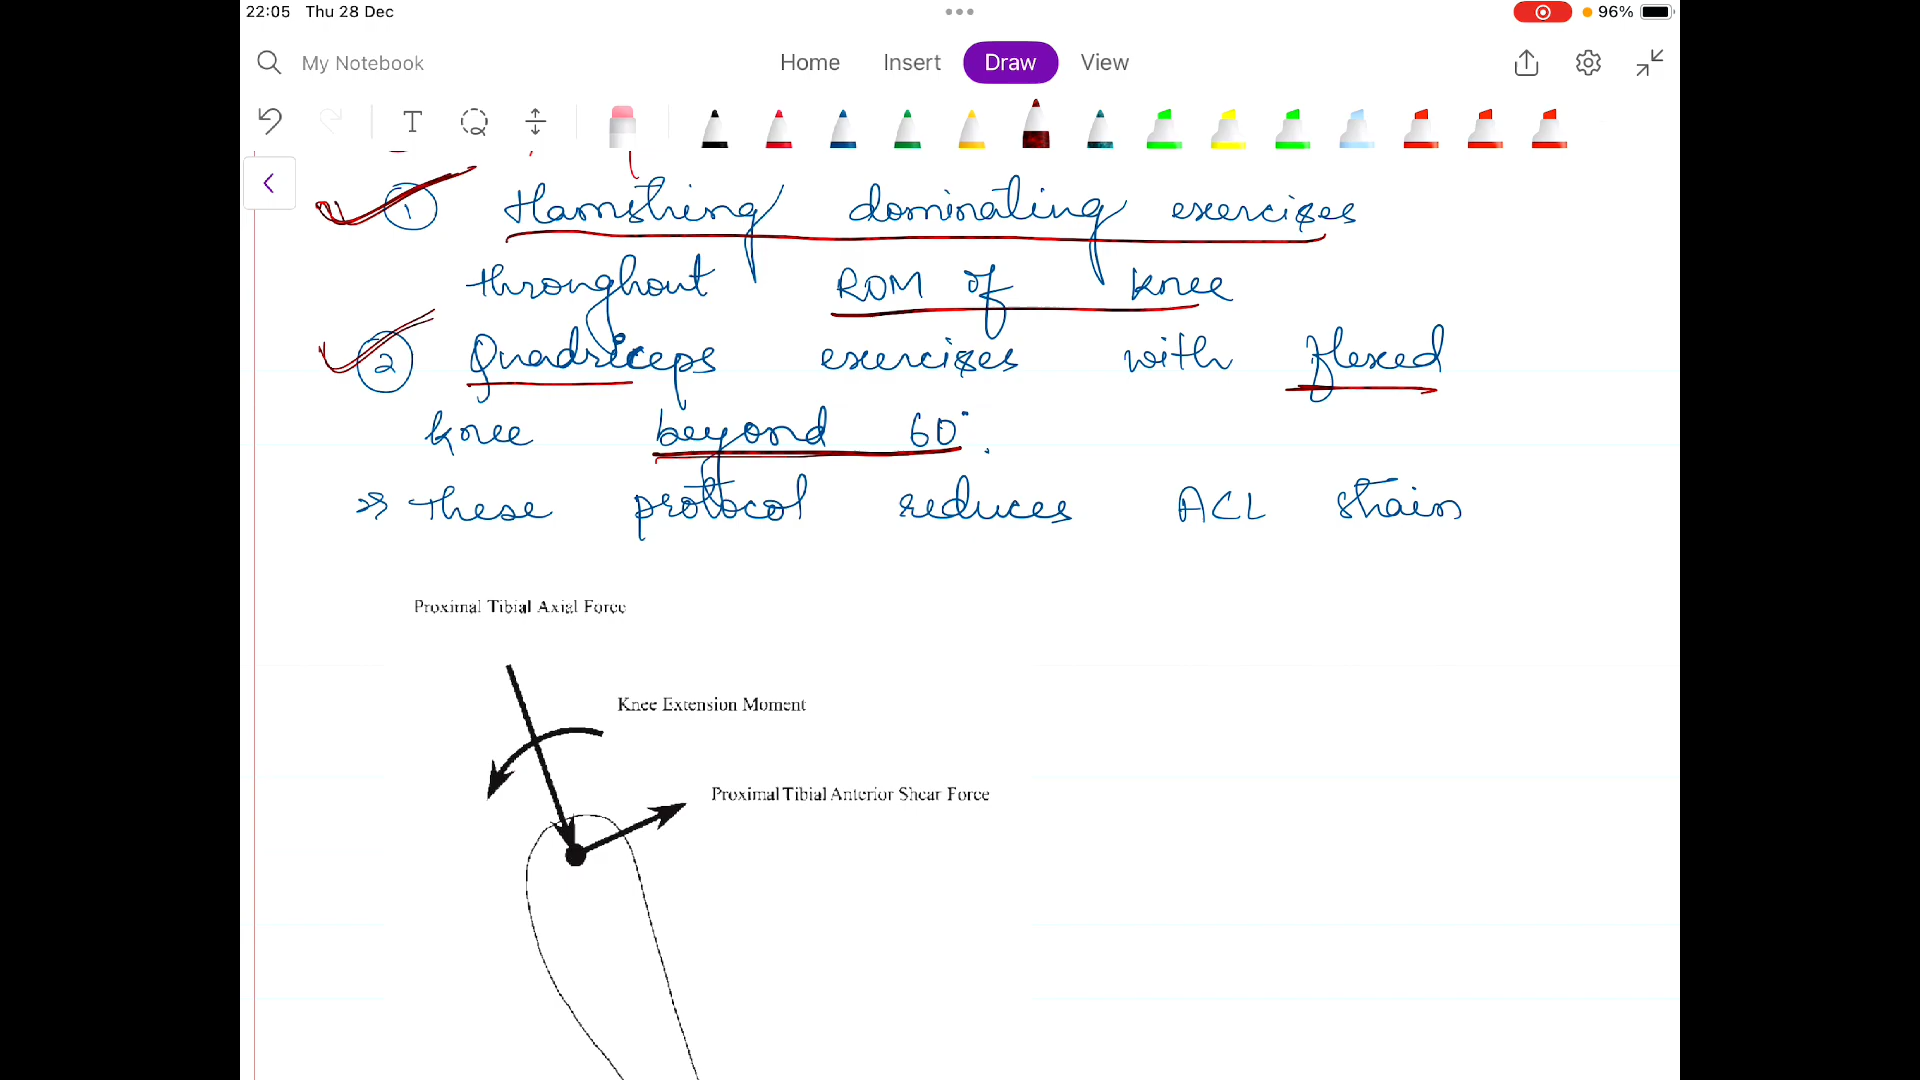 22:05 Thu 28 Dec 96%
My Notebook Home Insert Draw View
T
1 Hamstring dominating exercises
throughout ROM of knee
2 Quadriceps exercises with flexed
knee beyond 60°.
These protocol reduces ACL strain
Proximal Tibial Axial Force
Knee Extension Moment
Proximal Tibial Anterior Shear Force